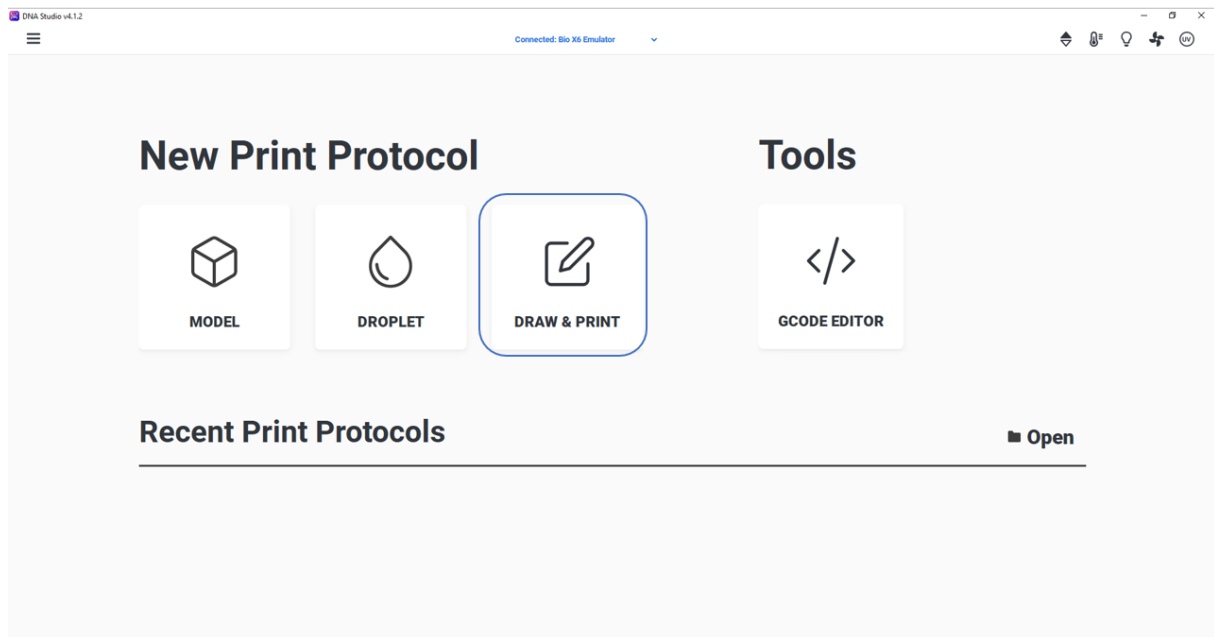 DNA Studio v4.1.2
Connected: Bio X6 Emulator
UV
New Print Protocol
Tools
MODEL
DROPLET
DRAW & PRINT
GCODE EDITOR
Recent Print Protocols
Open